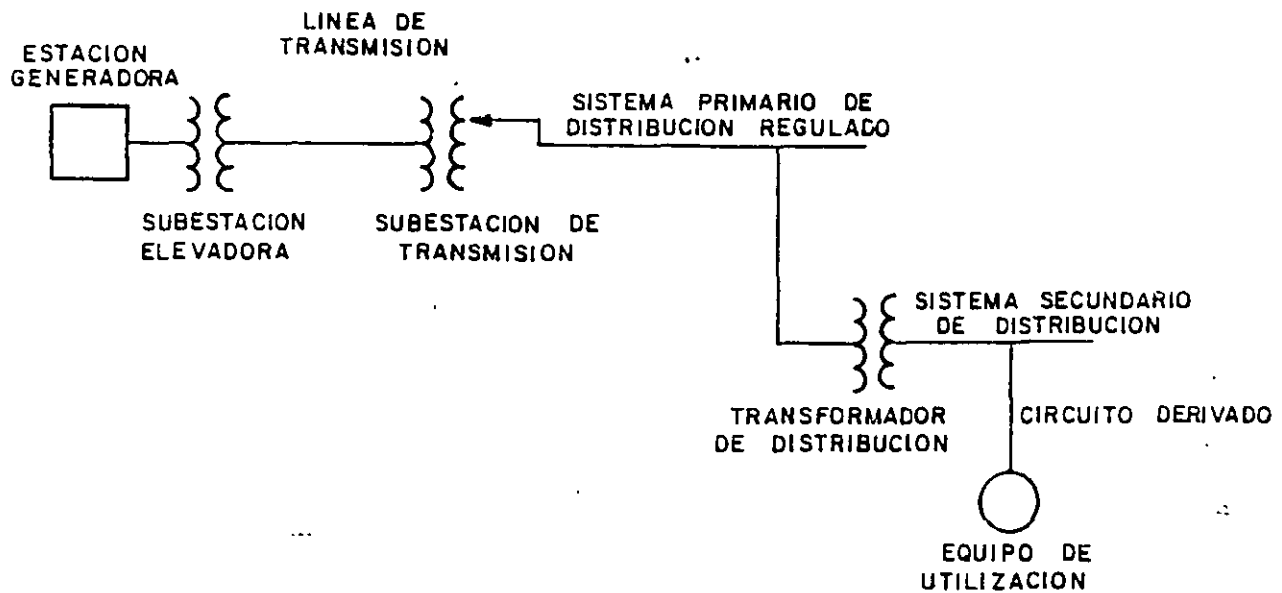 LINEA DE
TRANSMISION
ESTACION
GENERADORA
SISTEMA PRIMARIO DE
DISTRIBUCION REGULADO
SUBESTACION
ELEVADORA
SUBESTACION DE
TRANSMISION
SISTEMA SECUNDARIO
DE DISTRIBUCION
TRANSFORMADOR
DE DISTRIBUCION
CIRCUITO DERIVADO
EQUIPO DE
UTILIZACION